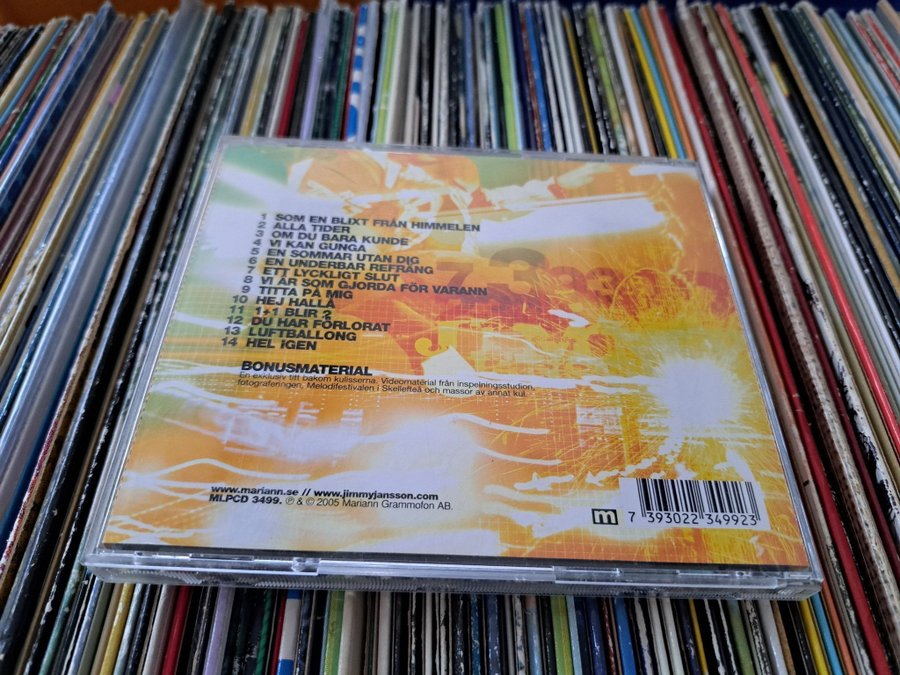 1 SOM EN BLIXT FRÅN HIMMELEN
2 ALLA TIDER
3 OM DU BARA KUNDE
4 VI KAN GUNGA
5 EN SOMMAR UTAN DIG
6 EN UNDERBAR REFRÄNG
7 ETT LYCKLIGT SLUT
8 VI ÄR SOM GJORDA FÖR VARANN
9 TITTA PÅ MIG
10 HEJ HALLÅ
11 1+1 BLIR 2
12 DU HAR FÖRLORAT
13 LUFTBALLONG
14 HEL IGEN
BONUSMATERIAL
En exklusiv titt bakom kulisserna. Videomaterial från inspelningsstudion,
fotograferingen, Melodifestivalen i Skellefteå och massor av annat kul.
www.mariann.se // www.jimmyjansson.com
MLPCD 3499. ℗ & © 2005 Mariann Grammofon AB.
m
7 393022 349923